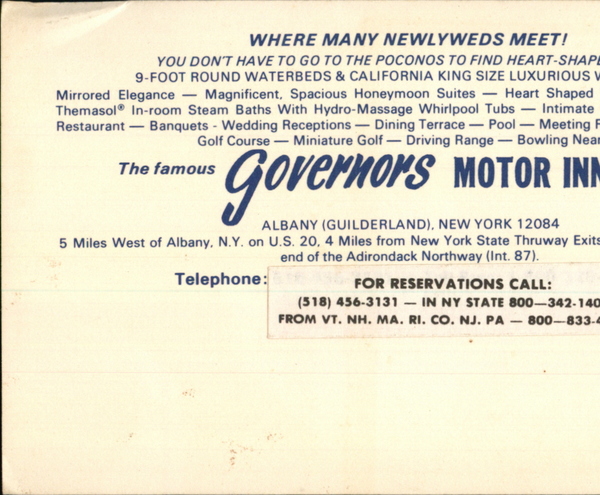 WHERE MANY NEWLYWEDS MEET!
YOU DON'T HAVE TO GO TO THE POCONOS TO FIND HEART-SHAPE
9-FOOT ROUND WATERBEDS & CALIFORNIA KING SIZE LUXURIOUS W
Mirrored Elegance — Magnificent, Spacious Honeymoon Suites — Heart Shaped
Themasol® In-room Steam Baths With Hydro-Massage Whirlpool Tubs — Intimate
Restaurant — Banquets - Wedding Receptions — Dining Terrace — Pool — Meeting F
Golf Course — Miniature Golf — Driving Range — Bowling Near
The famous Governors MOTOR INN
ALBANY (GUILDERLAND), NEW YORK 12084
5 Miles West of Albany, N.Y. on U.S. 20, 4 Miles from New York State Thruway Exits
end of the Adirondack Northway (Int. 87).
Telephone:
FOR RESERVATIONS CALL:
(518) 456-3131 — IN NY STATE 800—342-140
FROM VT. NH. MA. RI. CO. NJ. PA — 800—833-4